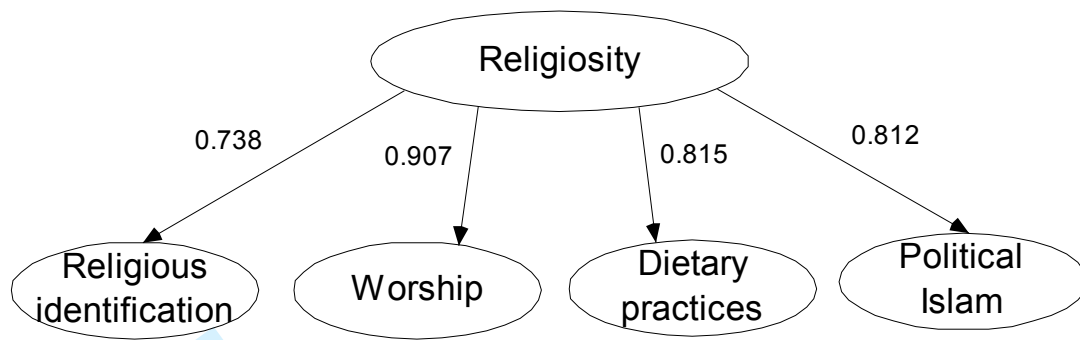 Religiosity
0.738
0.907
0.815
0.812
Religious
identification
Worship
Dietary
practices
Political
Islam